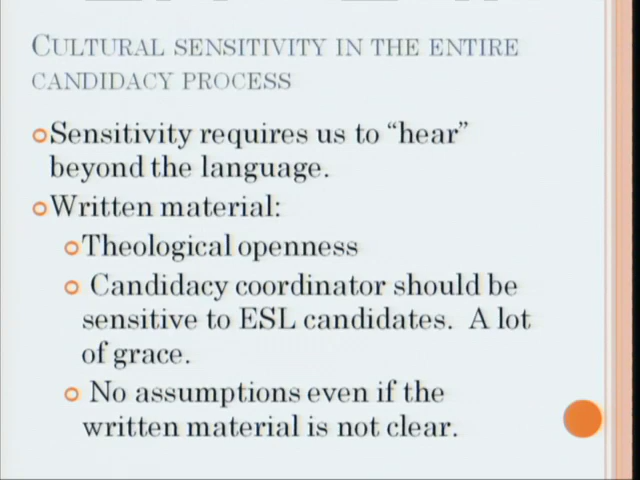 CULTURAL SENSITIVITY IN THE ENTIRE
CANDIDACY PROCESS
Sensitivity requires us to “hear”
beyond the language.
Written material:
Theological openness
Candidacy coordinator should be
sensitive to ESL candidates. A lot
of grace.
No assumptions even if the
written material is not clear.